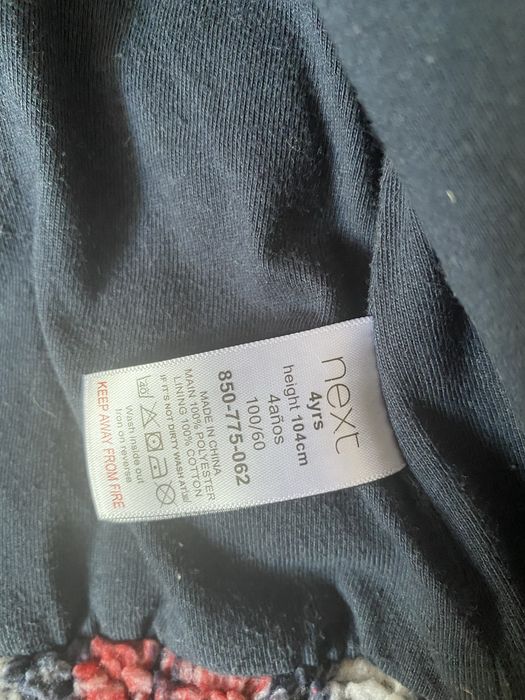 next
4yrs
height 104cm
4años
100/60
850-775-062
MADE IN CHINA
MAIN 100% POLYESTER
LINING 100% COTTON
IF IT'S NOT DIRTY WASH AT 30
Wash inside out
Iron on reverse
KEEP AWAY FROM FIRE